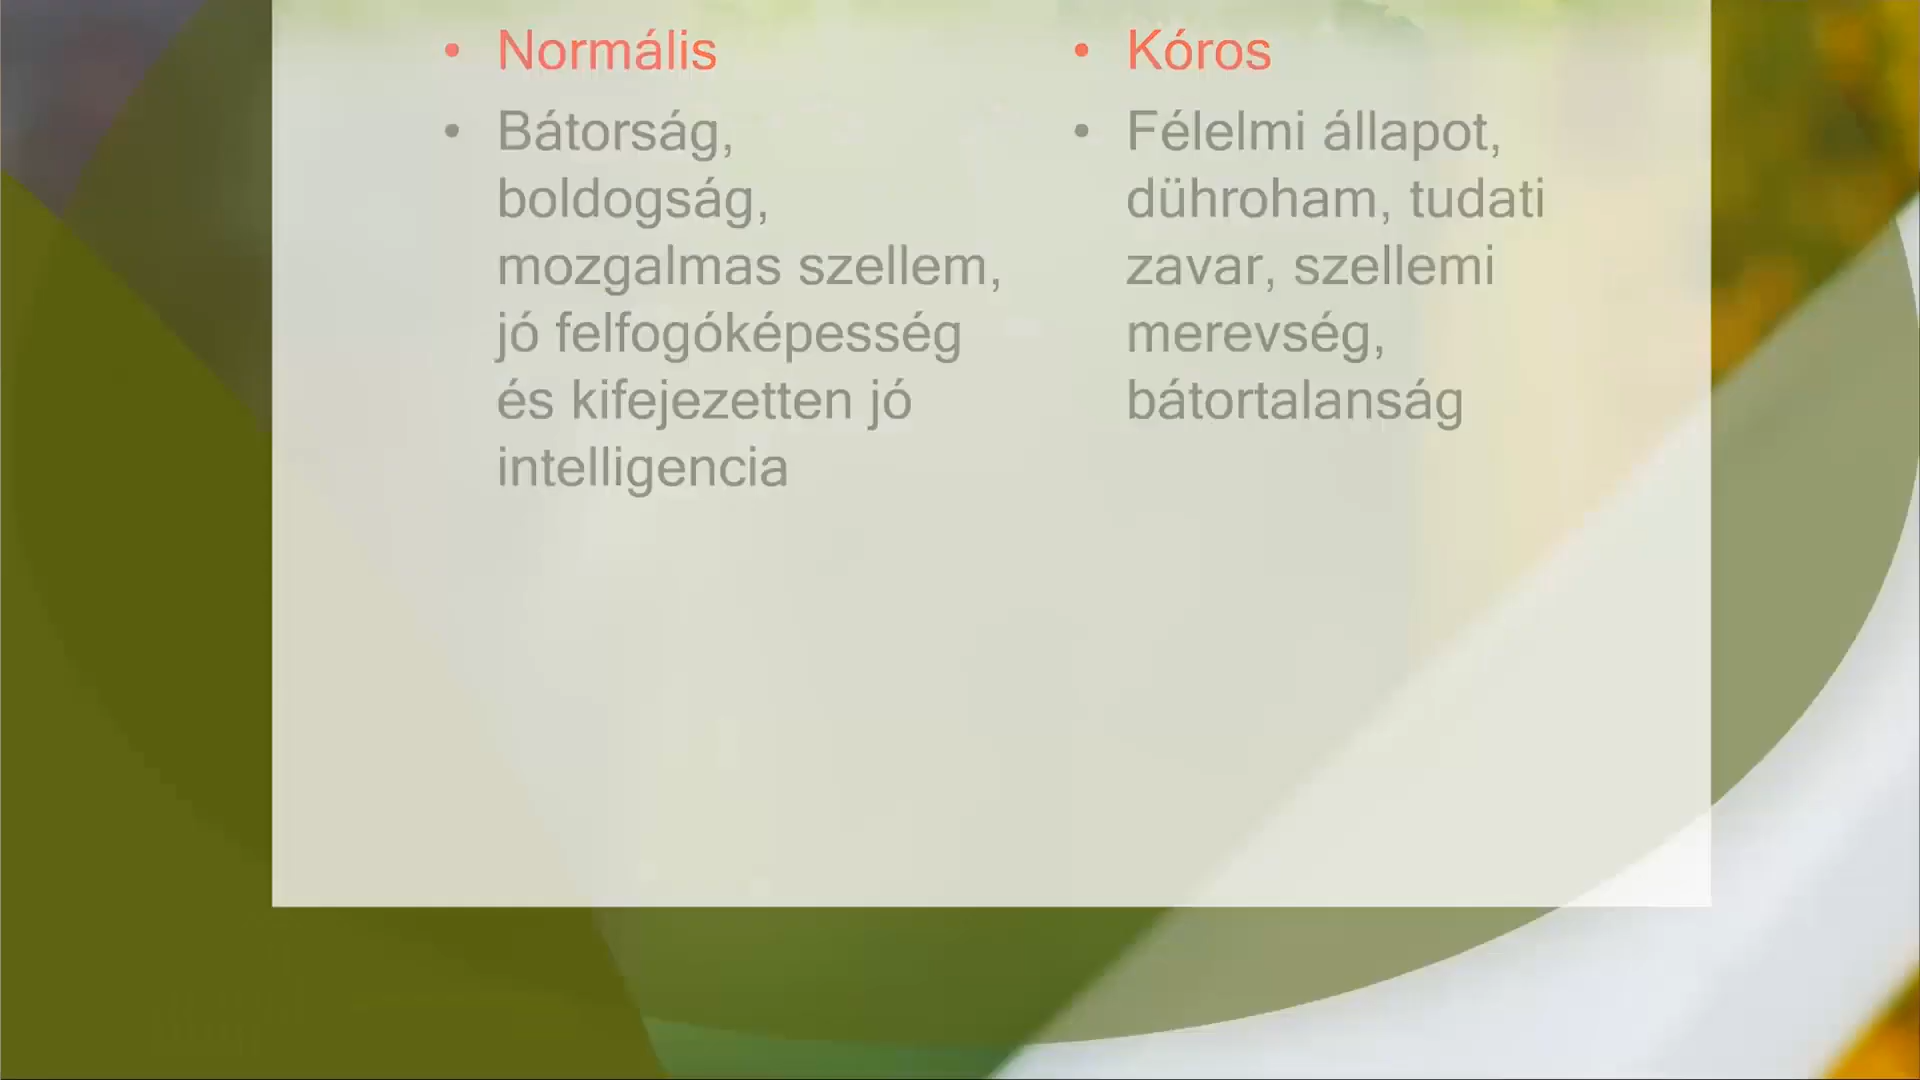 • Normális
• Bátorság,
boldogság,
mozgalmas szellem,
jó felfogóképesség
és kifejezetten jó
intelligencia
• Kóros
• Félelmi állapot,
dühroham, tudati
zavar, szellemi
merevség,
bátortalanság